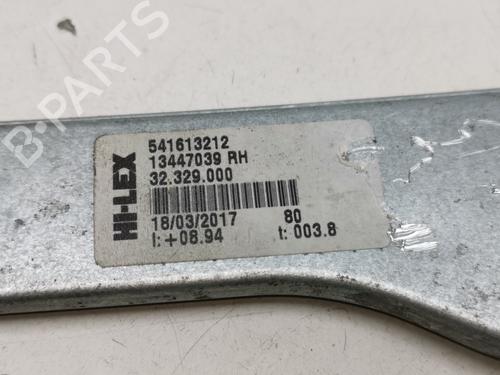 B-PARTS
HI-LEX
541613212
13447039 RH
32.329.000
18/03/2017 80
I:+08.94 t: 003.8